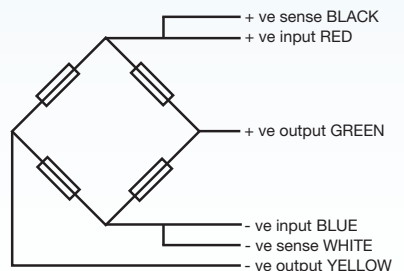 + ve sense BLACK
+ ve input RED
+ ve output GREEN
- ve input BLUE
- ve sense WHITE
- ve output YELLOW